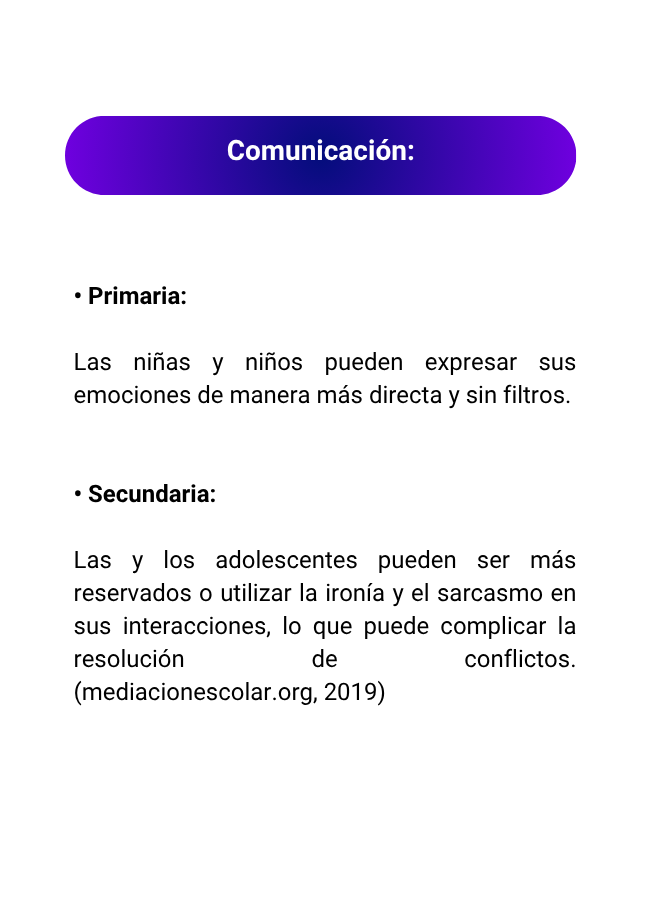 Comunicación:
• Primaria:
Las niñas y niños pueden expresar sus
emociones de manera más directa y sin filtros.
• Secundaria:
Las y los adolescentes pueden ser más
reservados o utilizar la ironía y el sarcasmo en
sus interacciones, lo que puede complicar la
resolución de conflictos.
(mediacionescolar.org, 2019)